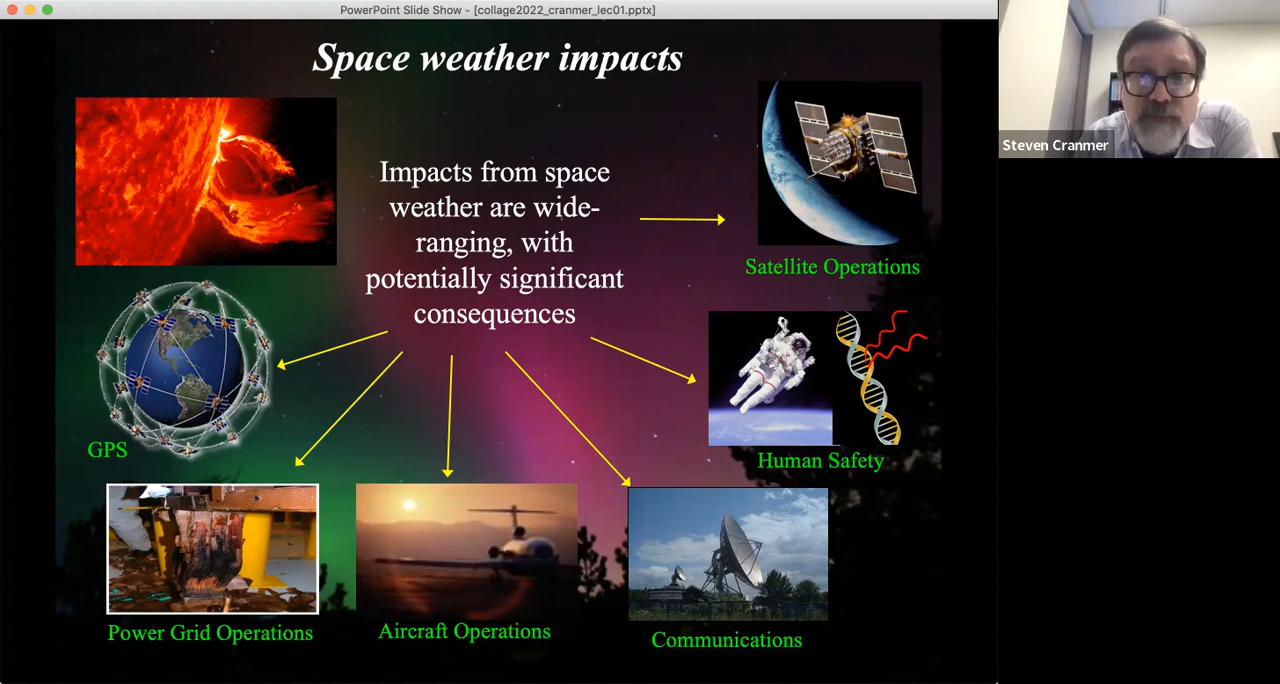 PowerPoint Slide Show - [collage2022_cranmer_lec01.pptx]
Space weather impacts
Impacts from space
weather are wide-
ranging, with
potentially significant
consequences
Satellite Operations
GPS
Human Safety
Power Grid Operations
Aircraft Operations
Communications
Steven Cranmer